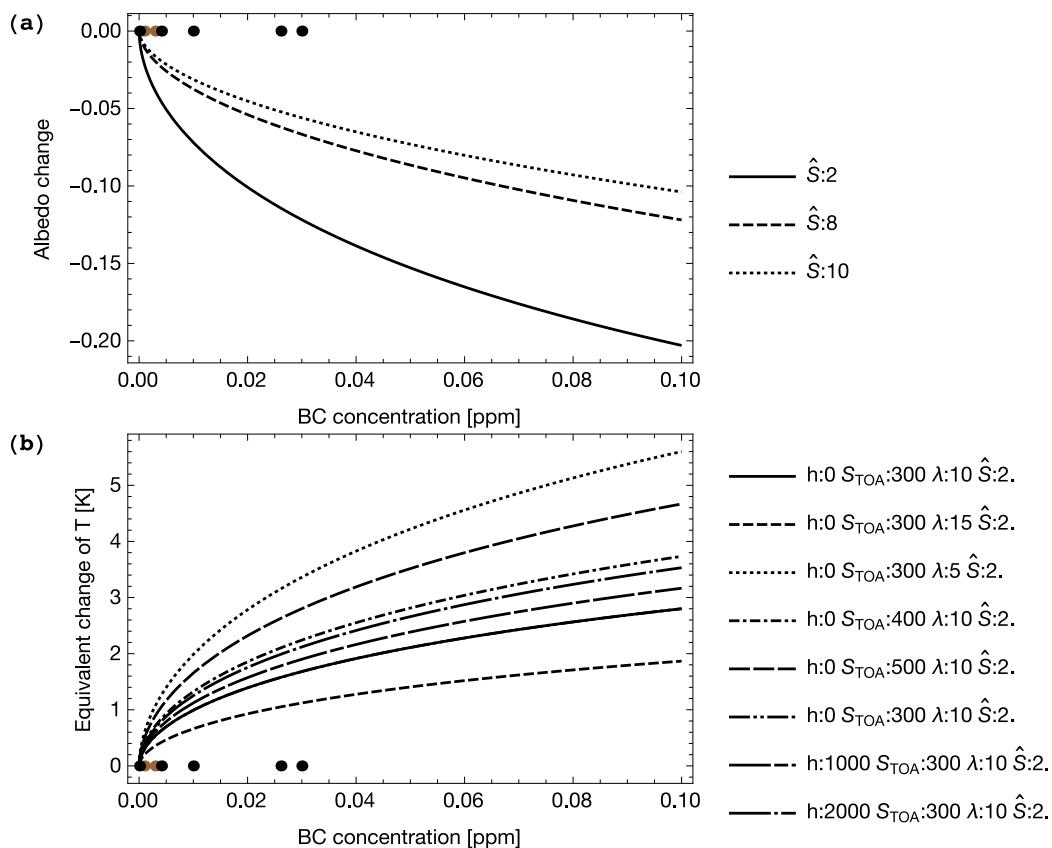 (a)
0.00
−0.05
−0.10
−0.15
−0.20
Albedo change
0.00 0.02 0.04 0.06 0.08 0.10
BC concentration [ppm]
Ŝ:2
Ŝ:8
Ŝ:10
(b)
5
4
3
2
1
0
Equivalent change of T [K]
0.00 0.02 0.04 0.06 0.08 0.10
BC concentration [ppm]
h:0 S_TOA:300 λ:10 Ŝ:2.
h:0 S_TOA:300 λ:15 Ŝ:2.
h:0 S_TOA:300 λ:5 Ŝ:2.
h:0 S_TOA:400 λ:10 Ŝ:2.
h:0 S_TOA:500 λ:10 Ŝ:2.
h:0 S_TOA:300 λ:10 Ŝ:2.
h:1000 S_TOA:300 λ:10 Ŝ:2.
h:2000 S_TOA:300 λ:10 Ŝ:2.